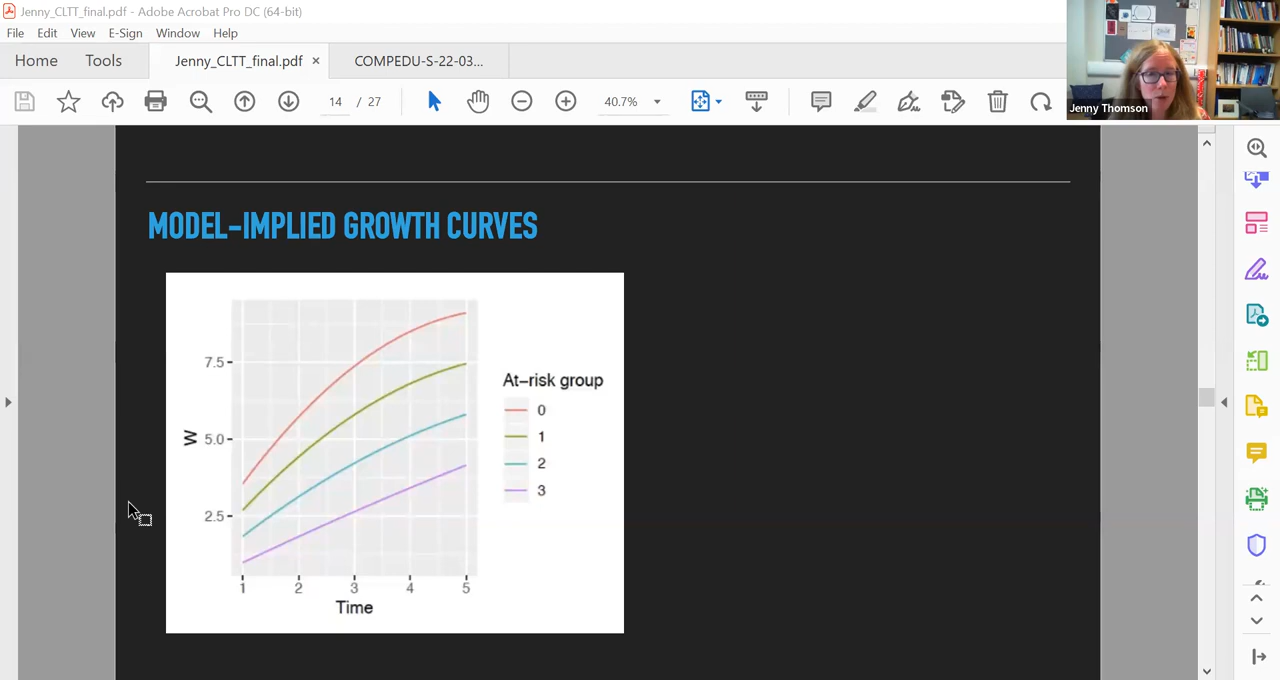 Jenny_CLTT_final.pdf - Adobe Acrobat Pro DC (64-bit)
File Edit View E-Sign Window Help
Home Tools Jenny_CLTT_final.pdf × COMPEDU-S-22-03...
14 / 27 40.7%
Jenny Thomson
MODEL-IMPLIED GROWTH CURVES
7.5
5.0
2.5
W
1 2 3 4 5
Time
At-risk group
0
1
2
3